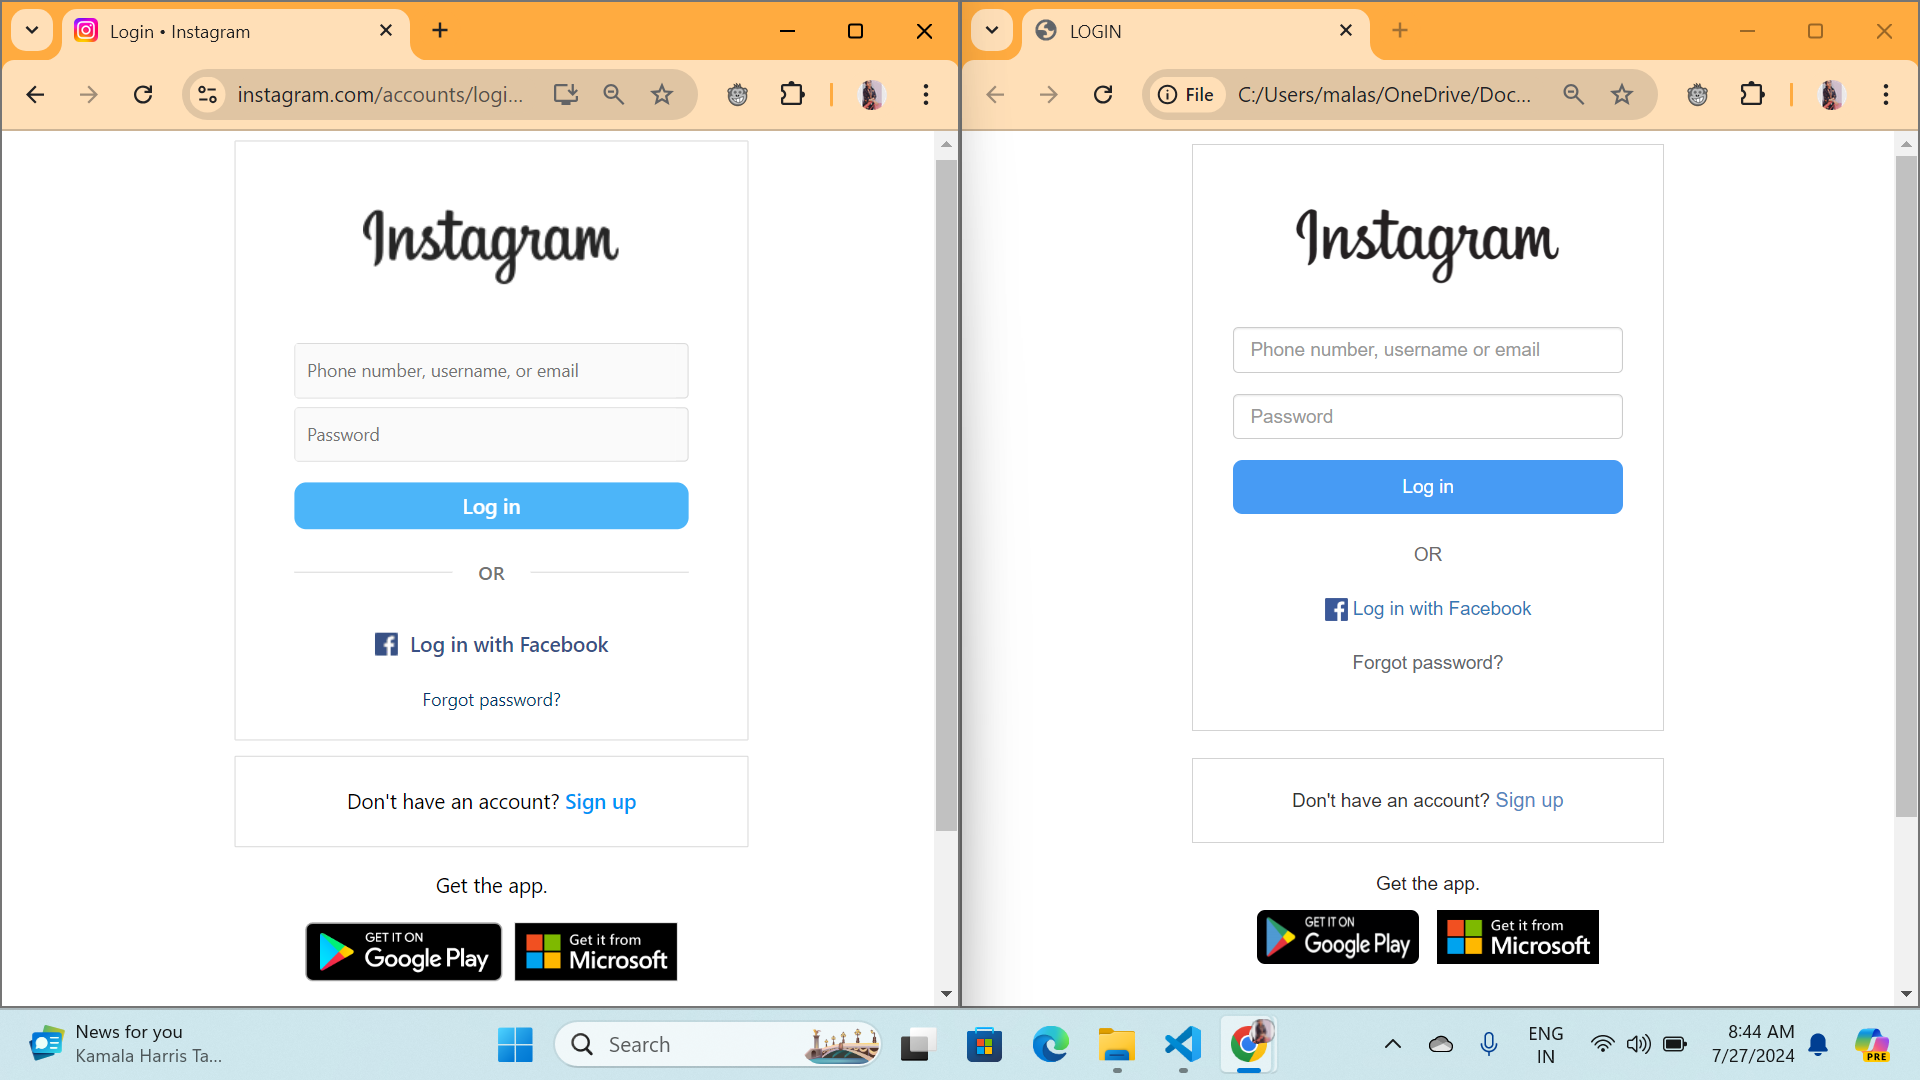 Login • Instagram
instagram.com/accounts/logi...
Instagram
Phone number, username, or email
Password
Log in
OR
Log in with Facebook
Forgot password?
Don't have an account? Sign up
Get the app.
GET IT ON
Google Play
Get it from
Microsoft
LOGIN
File
C:/Users/malas/OneDrive/Doc...
Instagram
Phone number, username or email
Password
Log in
OR
Log in with Facebook
Forgot password?
Don't have an account? Sign up
Get the app.
GET IT ON
Google Play
Get it from
Microsoft
News for you
Kamala Harris Ta...
Search
ENG
IN
8:44 AM
7/27/2024
PRE